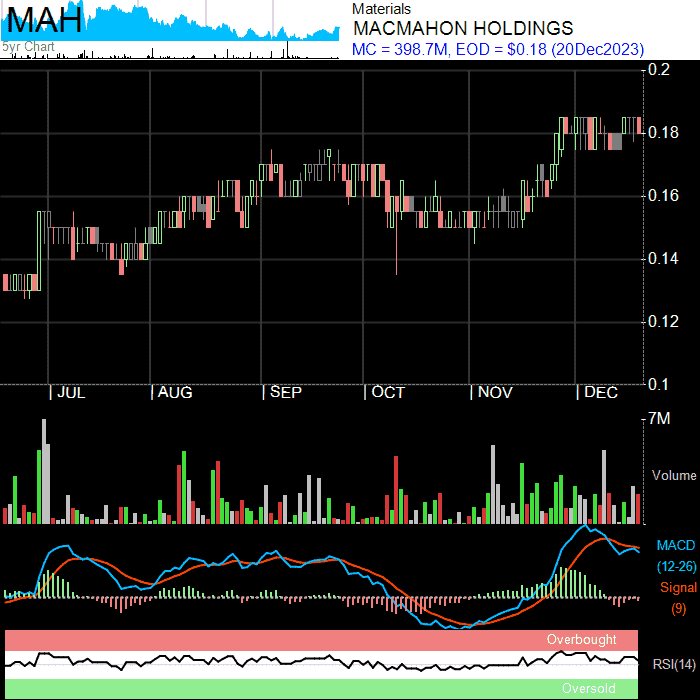 MAH
5yr Chart
Materials
MACMAHON HOLDINGS
MC = 398.7M, EOD = $0.18 (20Dec2023)
0.2
0.18
0.16
0.14
0.12
0.1
JUL
AUG
SEP
OCT
NOV
DEC
7M
Volume
MACD
(12-26)
Signal
(9)
Overbought
RSI(14)
Oversold